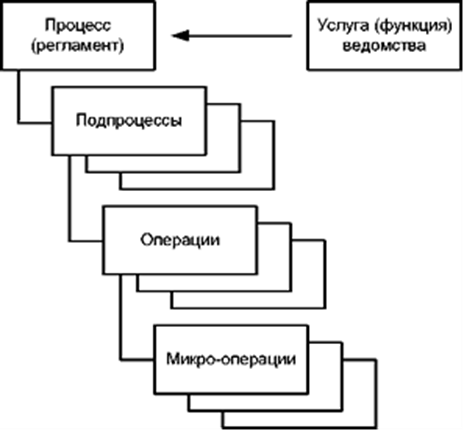 Процесс
(регламент)
Услуга (функция)
ведомства
Подпроцессы
Операции
Микро-операции